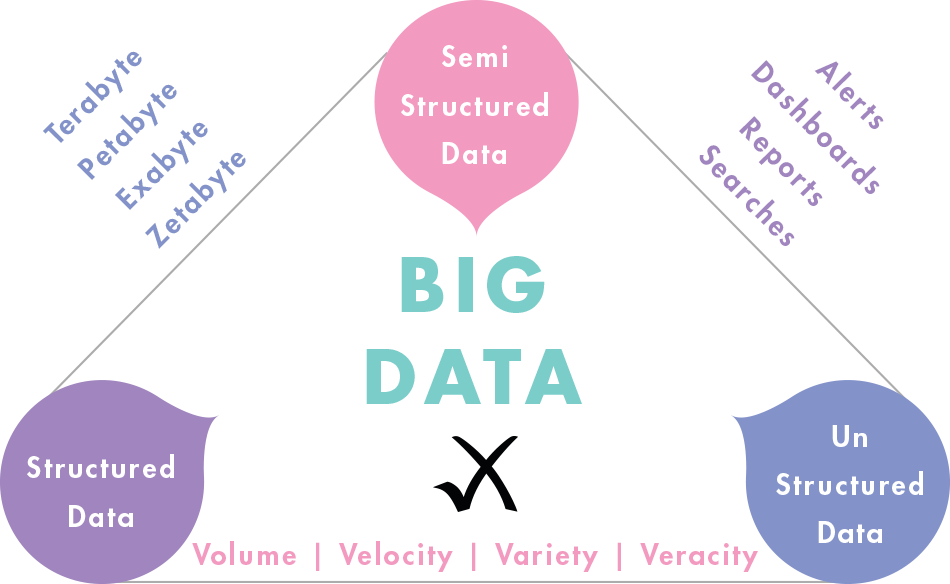 Semi
Structured
Data
Terabyte
Petabyte
Exabyte
Zetabyte
Alerts
Dashboards
Reports
Searches
BIG
DATA
Structured
Data
Un
Structured
Data
Volume | Velocity | Variety | Veracity